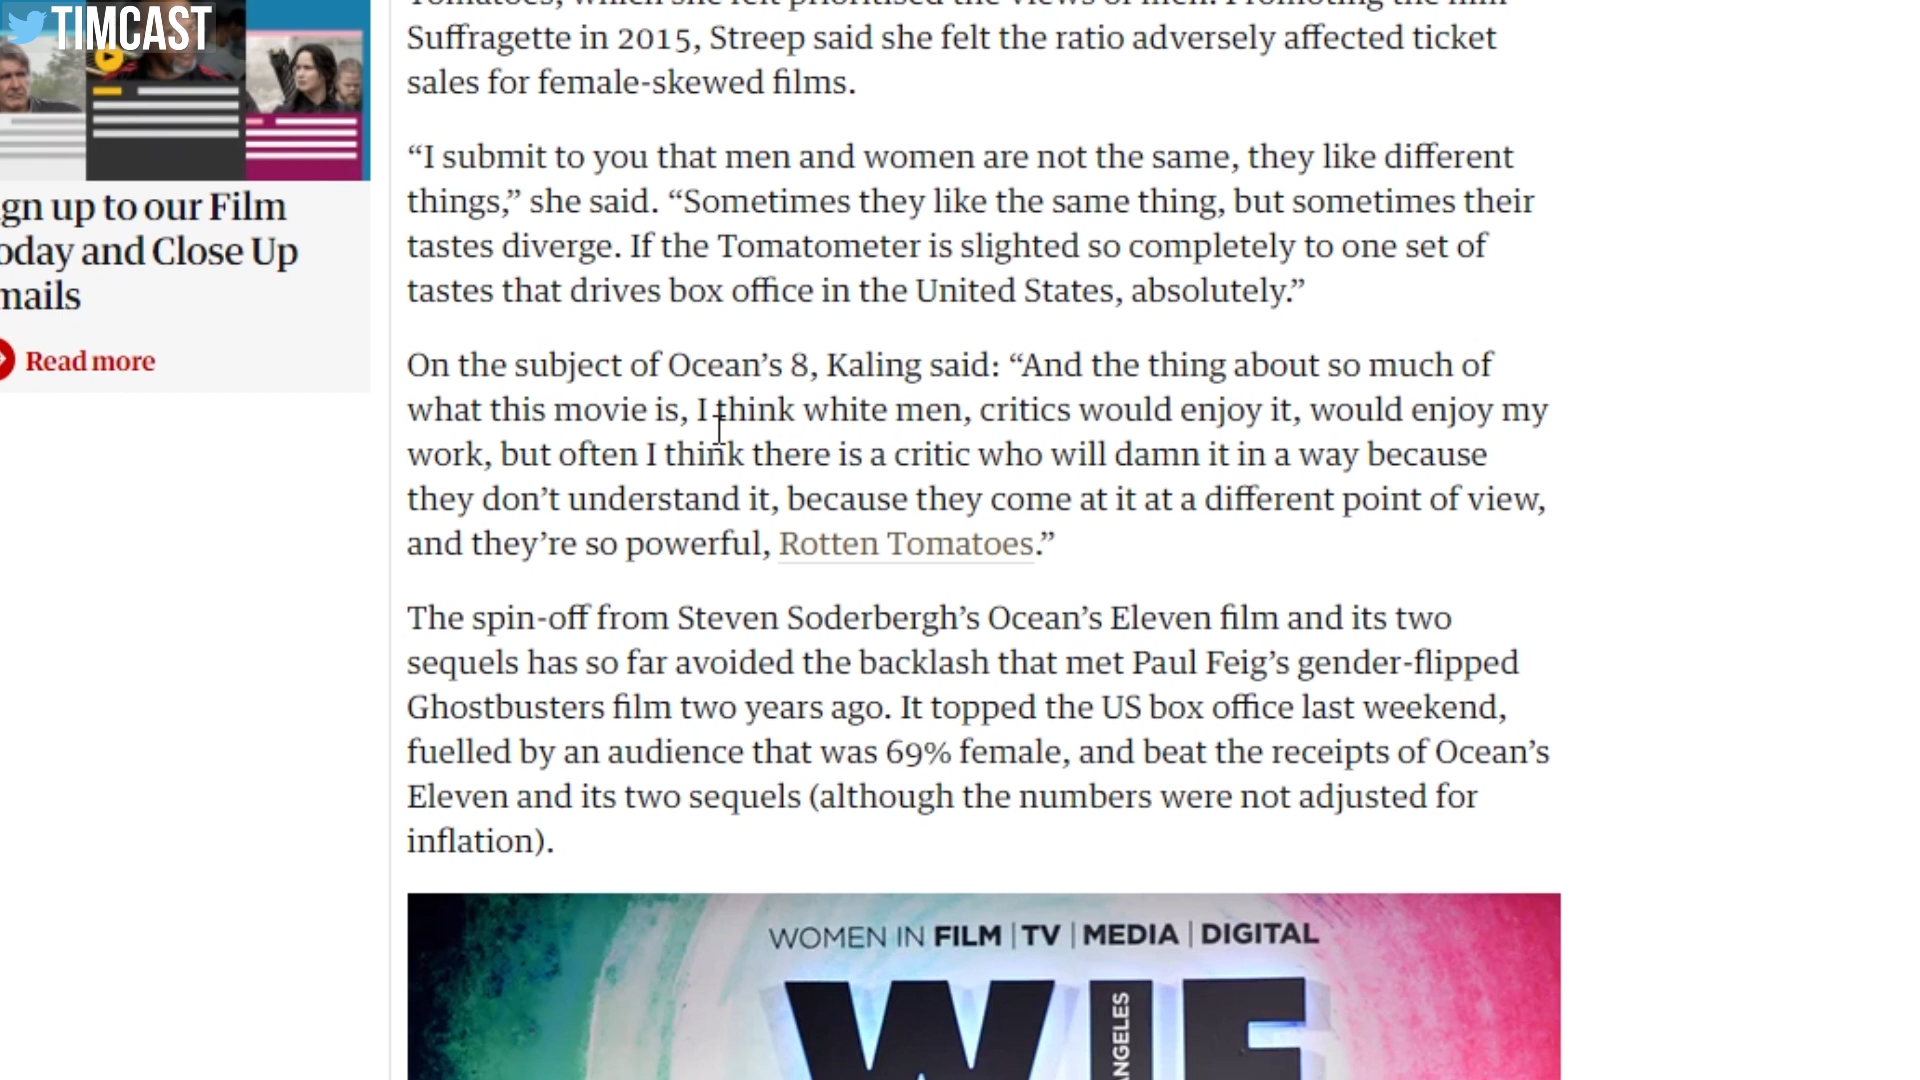 TIMCAST
Suffragette in 2015, Streep said she felt the ratio adversely affected ticket
sales for female-skewed films.
“I submit to you that men and women are not the same, they like different
things,” she said. “Sometimes they like the same thing, but sometimes their
tastes diverge. If the Tomatometer is slighted so completely to one set of
tastes that drives box office in the United States, absolutely.”
gn up to our Film
oday and Close Up
mails
Read more
On the subject of Ocean’s 8, Kaling said: “And the thing about so much of
what this movie is, I think white men, critics would enjoy it, would enjoy my
work, but often I think there is a critic who will damn it in a way because
they don’t understand it, because they come at it at a different point of view,
and they’re so powerful, Rotten Tomatoes.”
The spin-off from Steven Soderbergh’s Ocean’s Eleven film and its two
sequels has so far avoided the backlash that met Paul Feig’s gender-flipped
Ghostbusters film two years ago. It topped the US box office last weekend,
fuelled by an audience that was 69% female, and beat the receipts of Ocean’s
Eleven and its two sequels (although the numbers were not adjusted for
inflation).
WOMEN IN FILM | TV | MEDIA | DIGITAL
WIF
ANGELES